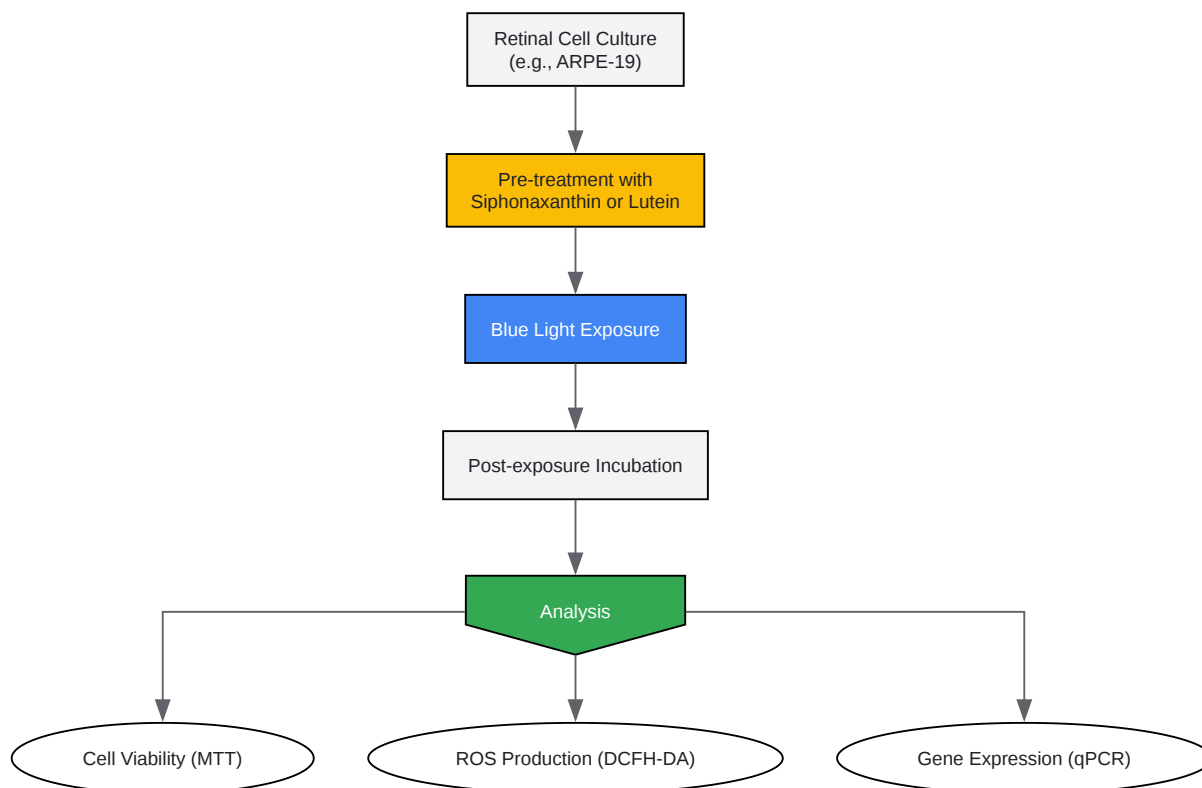 Retinal Cell Culture
(e.g., ARPE-19)
Pre-treatment with
Siphonaxanthin or Lutein
Blue Light Exposure
Post-exposure Incubation
Analysis
Cell Viability (MTT)
ROS Production (DCFH-DA)
Gene Expression (qPCR)